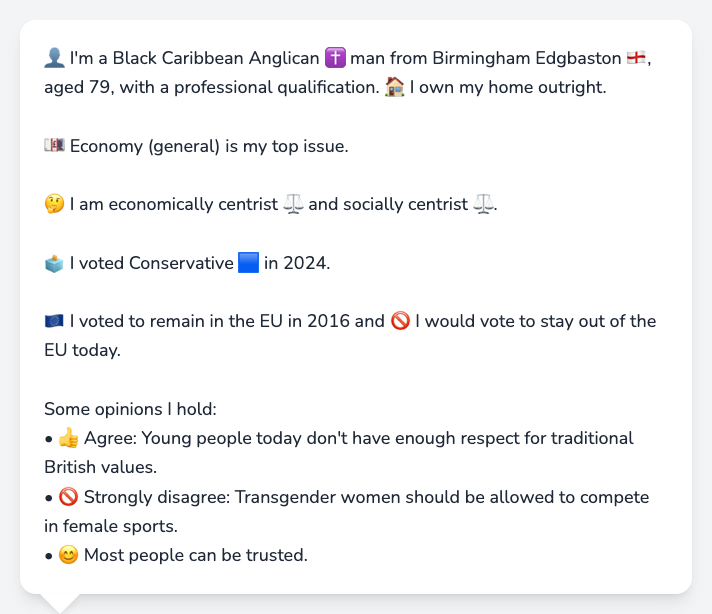 👤 I'm a Black Caribbean Anglican ✝️ man from Birmingham Edgbaston 🏴󠁧󠁢󠁥󠁮󠁧󠁿,
aged 79, with a professional qualification. 🏠 I own my home outright.
💷 Economy (general) is my top issue.
🤔 I am economically centrist ⚖️ and socially centrist ⚖️.
🗳️ I voted Conservative 🟦 in 2024.
🇪🇺 I voted to remain in the EU in 2016 and 🚫 I would vote to stay out of the
EU today.
Some opinions I hold:
• 👍 Agree: Young people today don't have enough respect for traditional
British values.
• 🚫 Strongly disagree: Transgender women should be allowed to compete
in female sports.
• 😊 Most people can be trusted.